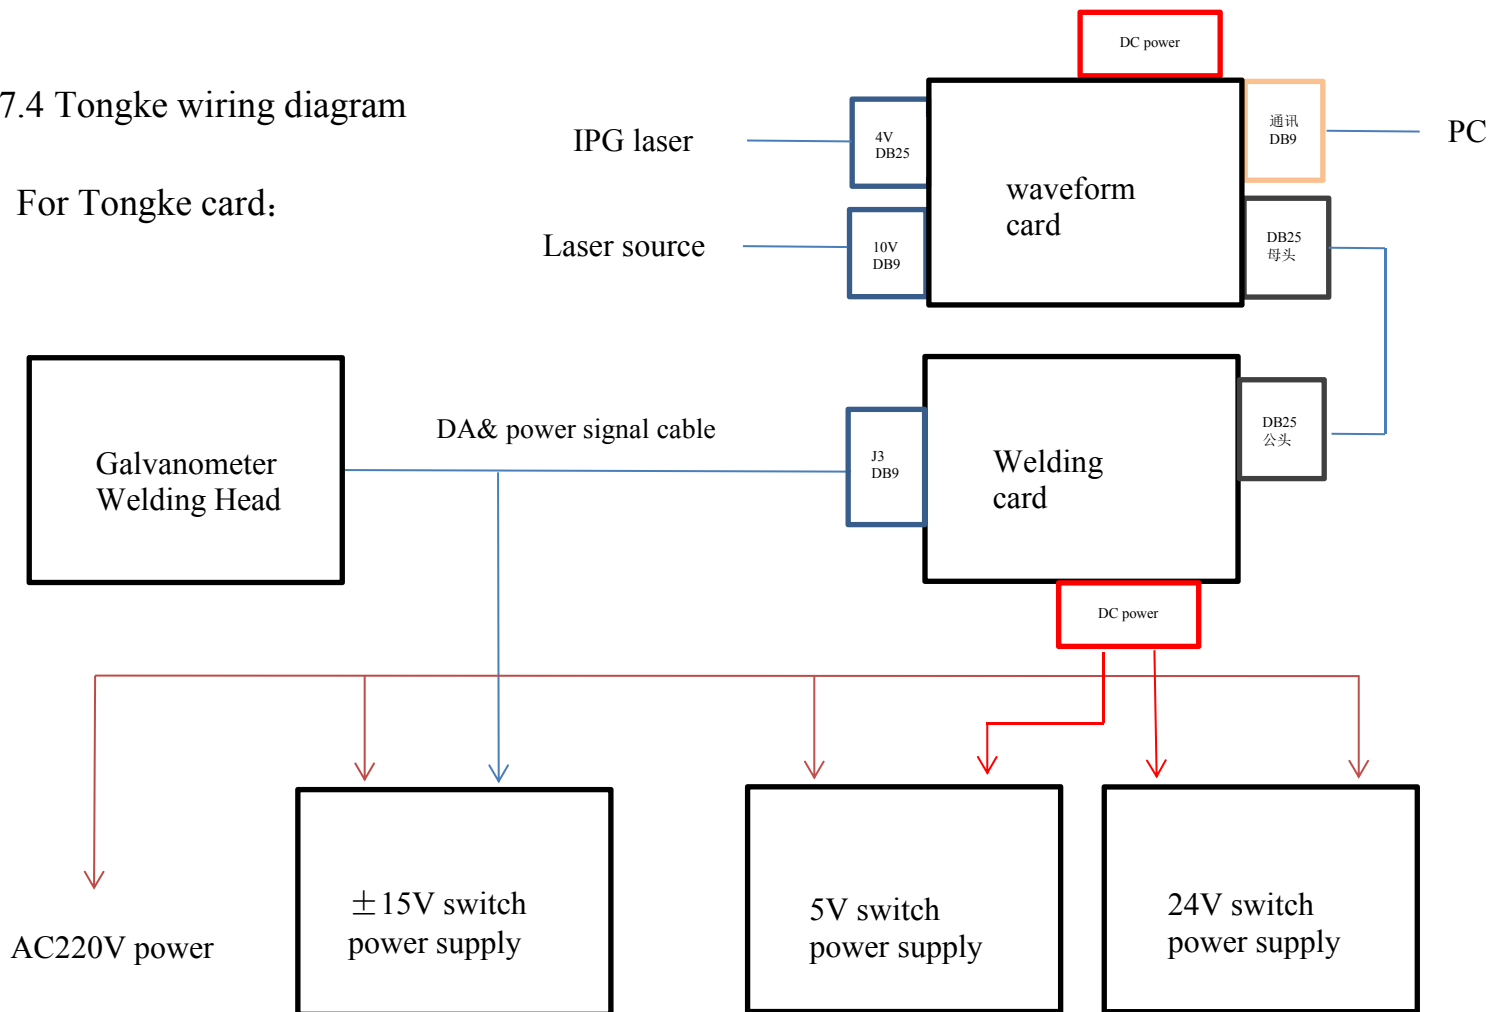 DC power
7.4 Tongke wiring diagram
IPG laser
4V
DB25
通讯
DB9
PC
For Tongke card：
waveform
card
Laser source
10V
DB9
DB25
母头
DA& power signal cable
Galvanometer
Welding Head
J3
DB9
Welding
card
DB25
公头
DC power
AC220V power
±15V switch
power supply
5V switch
power supply
24V switch
power supply